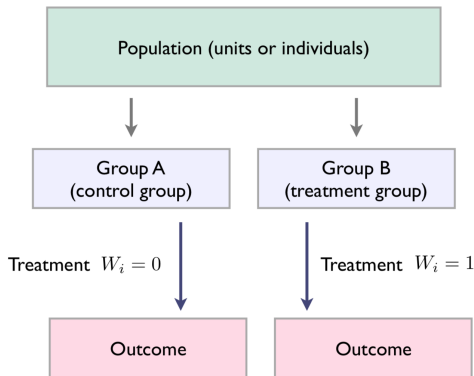 Population (units or individuals)
Group A
(control group)
Group B
(treatment group)
Treatment W_i = 0
Treatment W_i = 1
Outcome
Outcome